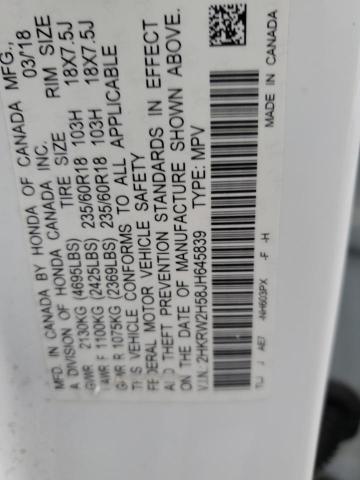 MFD. IN CANADA BY HONDA OF CANADA MFG.,
A DIVISION OF HONDA CANADA INC. 03/18
TIRE SIZE RIM SIZE
GVWR 2130KG (4695LBS)
GAWR F 1100KG (2425LBS) 235/60R18 103H 18X7.5J
GAWR R 1075KG (2369LBS) 235/60R18 103H 18X7.5J
THIS VEHICLE CONFORMS TO ALL APPLICABLE
FEDERAL MOTOR VEHICLE SAFETY
AND THEFT PREVENTION STANDARDS IN EFFECT
ON THE DATE OF MANUFACTURE SHOWN ABOVE.
V.I.N.: 2HKRW2H58JH645839 TYPE: MPV
-NH603PX -F -H MADE IN CANADA